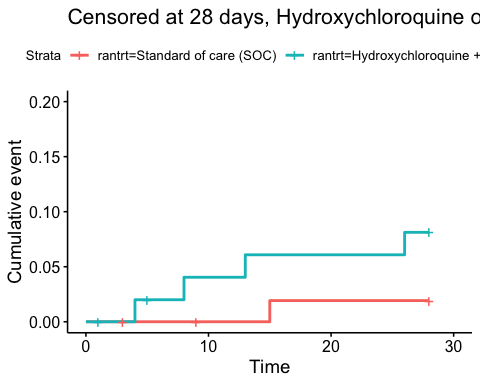 Censored at 28 days, Hydroxychloroquine o
Strata rantrt=Standard of care (SOC) rantrt=Hydroxychloroquine +
0.20
0.15
0.10
0.05
0.00
Cumulative event
0 10 20 30
Time